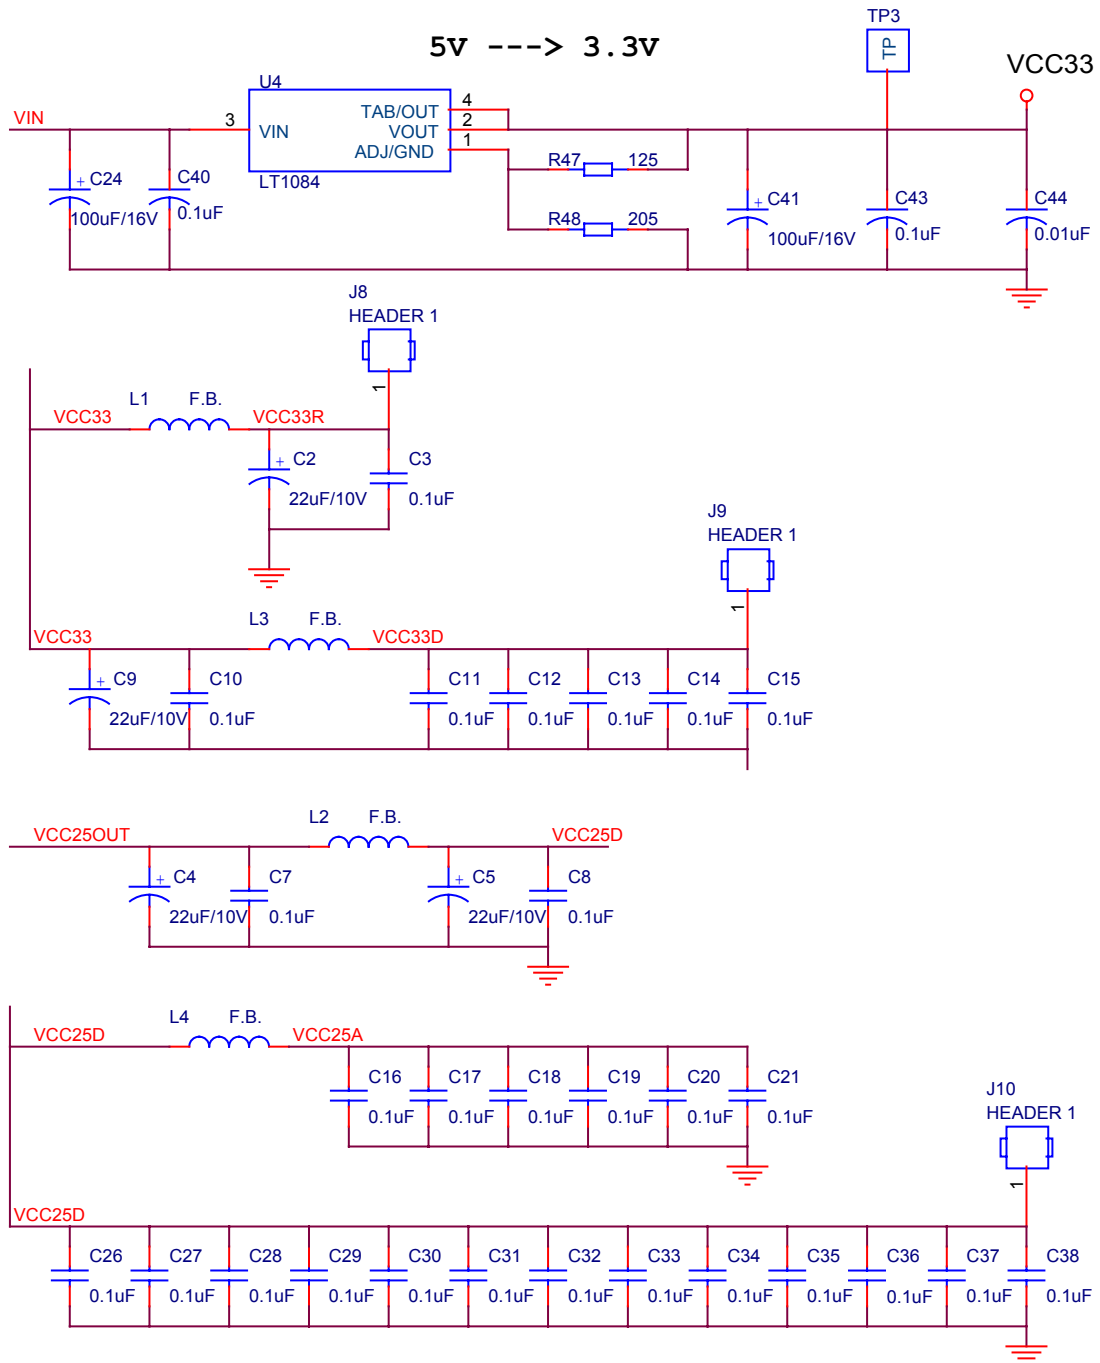 5V ---> 3.3V
TP3
TP
VCC33
U4
VIN
3
VIN
TAB/OUT
4
VOUT
2
ADJ/GND
1
LT1084
R47
125
R48
205
C24
+
100uF/16V
C40
0.1uF
C41
+
100uF/16V
C43
0.1uF
C44
0.01uF
J8
HEADER 1
1
L1
F.B.
VCC33
VCC33R
C2
+
22uF/10V
C3
0.1uF
J9
HEADER 1
1
L3
F.B.
VCC33
VCC33D
C9
+
22uF/10V
C10
0.1uF
C11
0.1uF
C12
0.1uF
C13
0.1uF
C14
0.1uF
C15
0.1uF
L2
F.B.
VCC25OUT
VCC25D
C4
+
22uF/10V
C7
0.1uF
C5
+
22uF/10V
C8
0.1uF
L4
F.B.
VCC25D
VCC25A
C16
0.1uF
C17
0.1uF
C18
0.1uF
C19
0.1uF
C20
0.1uF
C21
0.1uF
J10
HEADER 1
1
VCC25D
C26
0.1uF
C27
0.1uF
C28
0.1uF
C29
0.1uF
C30
0.1uF
C31
0.1uF
C32
0.1uF
C33
0.1uF
C34
0.1uF
C35
0.1uF
C36
0.1uF
C37
0.1uF
C38
0.1uF